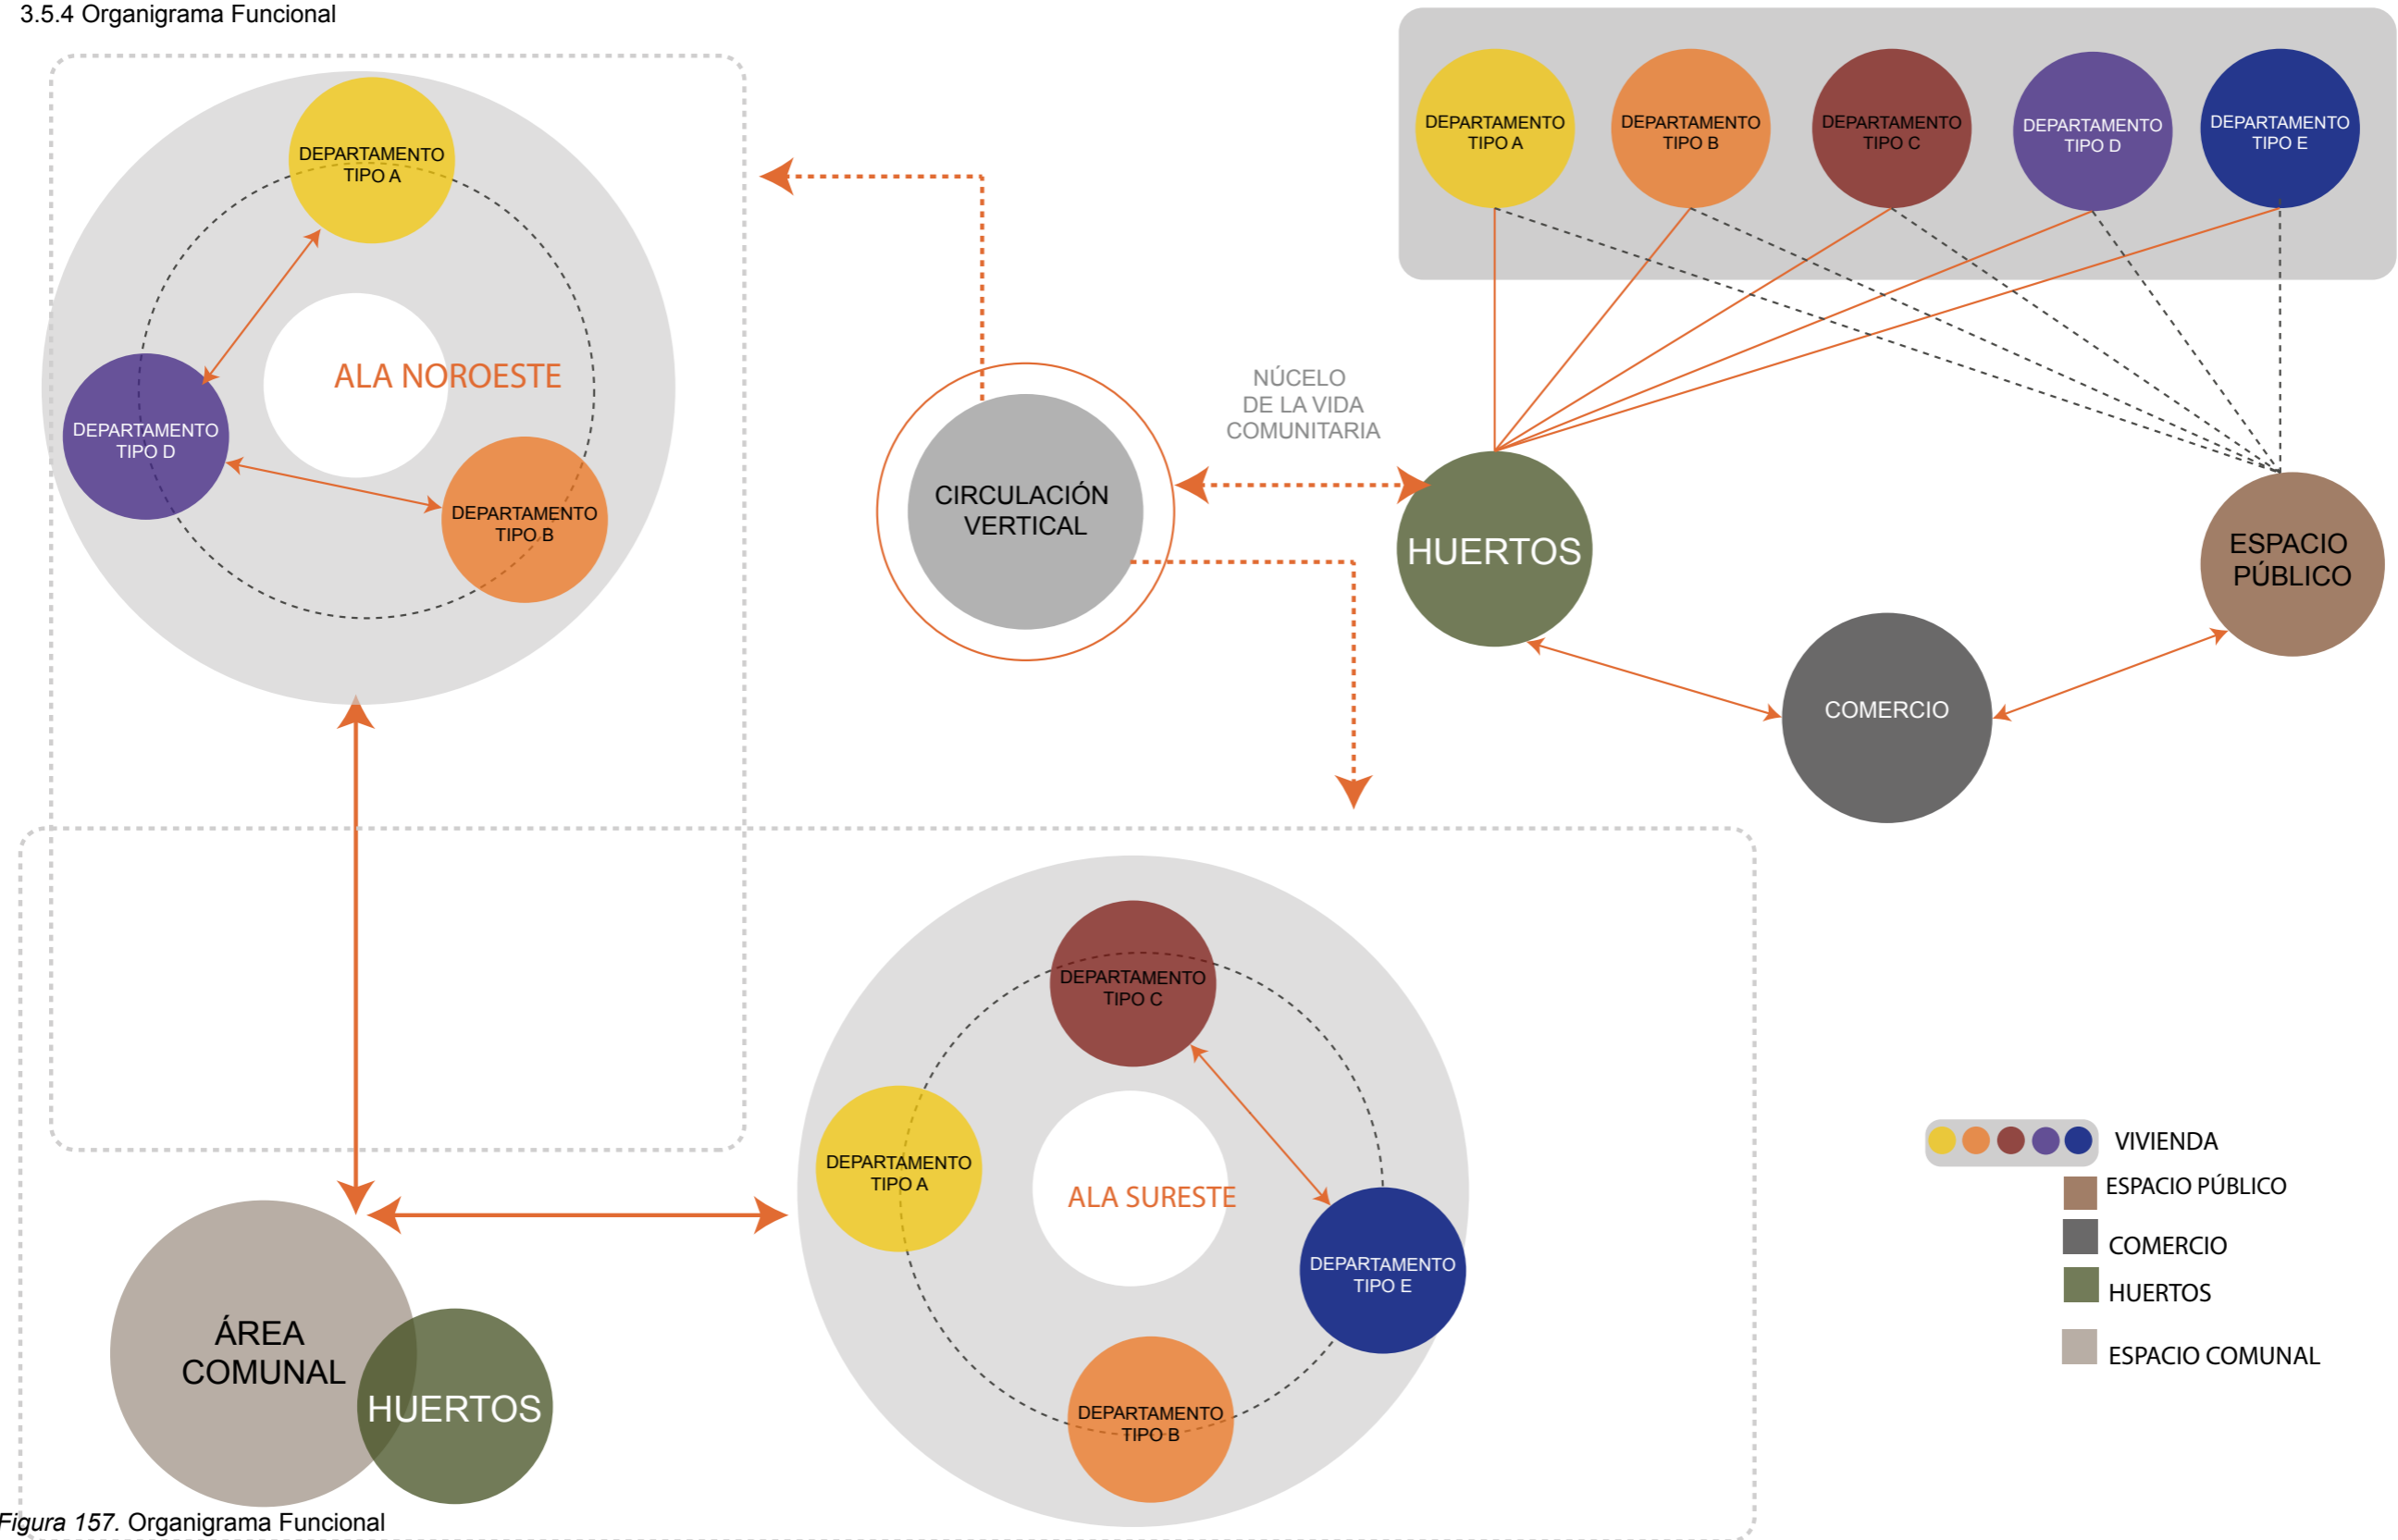 3.5.4 Organigrama Funcional
DEPARTAMENTO
TIPO A
DEPARTAMENTO
TIPO D
DEPARTAMENTO
TIPO B
ALA NOROESTE
DEPARTAMENTO
TIPO A
DEPARTAMENTO
TIPO B
DEPARTAMENTO
TIPO C
DEPARTAMENTO
TIPO D
DEPARTAMENTO
TIPO E
NÚCELO
DE LA VIDA
COMUNITARIA
CIRCULACIÓN
VERTICAL
HUERTOS
ESPACIO
PÚBLICO
COMERCIO
DEPARTAMENTO
TIPO C
DEPARTAMENTO
TIPO A
ALA SURESTE
DEPARTAMENTO
TIPO E
DEPARTAMENTO
TIPO B
ÁREA
COMUNAL
HUERTOS
VIVIENDA
ESPACIO PÚBLICO
COMERCIO
HUERTOS
ESPACIO COMUNAL
Figura 157. Organigrama Funcional